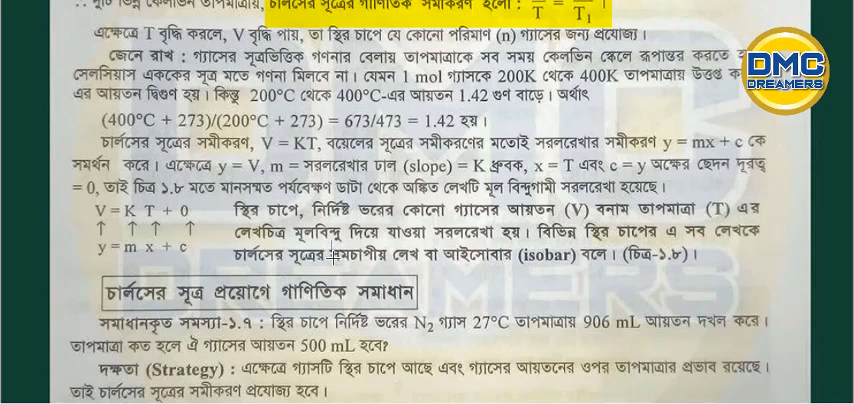 ∴ দুটি ভিন্ন কেলভিন তাপমাত্রায়, চার্লসের সূত্রের গাণিতিক সমীকরণ হলো : T = T₁ ।
এক্ষেত্রে T বৃদ্ধি করলে, V বৃদ্ধি পায়, তা স্থির চাপে যে কোনো পরিমাণ (n) গ্যাসের জন্য প্রযোজ্য।
জেনে রাখ : গ্যাসের সূত্রভিত্তিক গণনার বেলায় তাপমাত্রাকে সব সময় কেলভিন স্কেলে রূপান্তর করতে
সেলসিয়াস এককের সূত্র মতে গণনা মিলবে না। যেমন 1 mol গ্যাসকে 200K থেকে 400K তাপমাত্রায় উত্তপ্ত
এর আয়তন দ্বিগুণ হয়। কিন্তু 200°C থেকে 400°C-এর আয়তন 1.42 গুণ বাড়ে। অর্থাৎ
(400°C + 273)/(200°C + 273) = 673/473 = 1.42 হয়।
চার্লসের সূত্রের সমীকরণ, V = KT, বয়েলের সূত্রের সমীকরণের মতোই সরলরেখার সমীকরণ y = mx + c কে
সমর্থন করে। এক্ষেত্রে y = V, m = সরলরেখার ঢাল (slope) = K ধ্রুবক, x = T এবং c = y অক্ষের ছেদন দূরত্ব
= 0, তাই চিত্র ১.৮ মতে মানসম্মত পর্যবেক্ষণ ডাটা থেকে অঙ্কিত লেখটি মূল বিন্দুগামী সরলরেখা হয়েছে।
V = K T + 0
↑ ↑ ↑ ↑
y = m x + c
স্থির চাপে, নির্দিষ্ট ভরের কোনো গ্যাসের আয়তন (V) বনাম তাপমাত্রা (T) এর
লেখচিত্র মূলবিন্দু দিয়ে যাওয়া সরলরেখা হয়। বিভিন্ন স্থির চাপের এ সব লেখকে
চার্লসের সূত্রের সমচাপীয় লেখ বা আইসোবার (isobar) বলে। (চিত্র-১.৮)।
চার্লসের সূত্র প্রয়োগে গাণিতিক সমাধান
সমাধানকৃত সমস্যা-১.৭ : স্থির চাপে নির্দিষ্ট ভরের N₂ গ্যাস 27°C তাপমাত্রায় 906 mL আয়তন দখল করে।
তাপমাত্রা কত হলে ঐ গ্যাসের আয়তন 500 mL হবে?
দক্ষতা (Strategy) : এক্ষেত্রে গ্যাসটি স্থির চাপে আছে এবং গ্যাসের আয়তনের ওপর তাপমাত্রার প্রভাব রয়েছে।
তাই চার্লসের সূত্রের সমীকরণ প্রযোজ্য হবে।
DMC
DREAMERS
DMC
DREAMERS